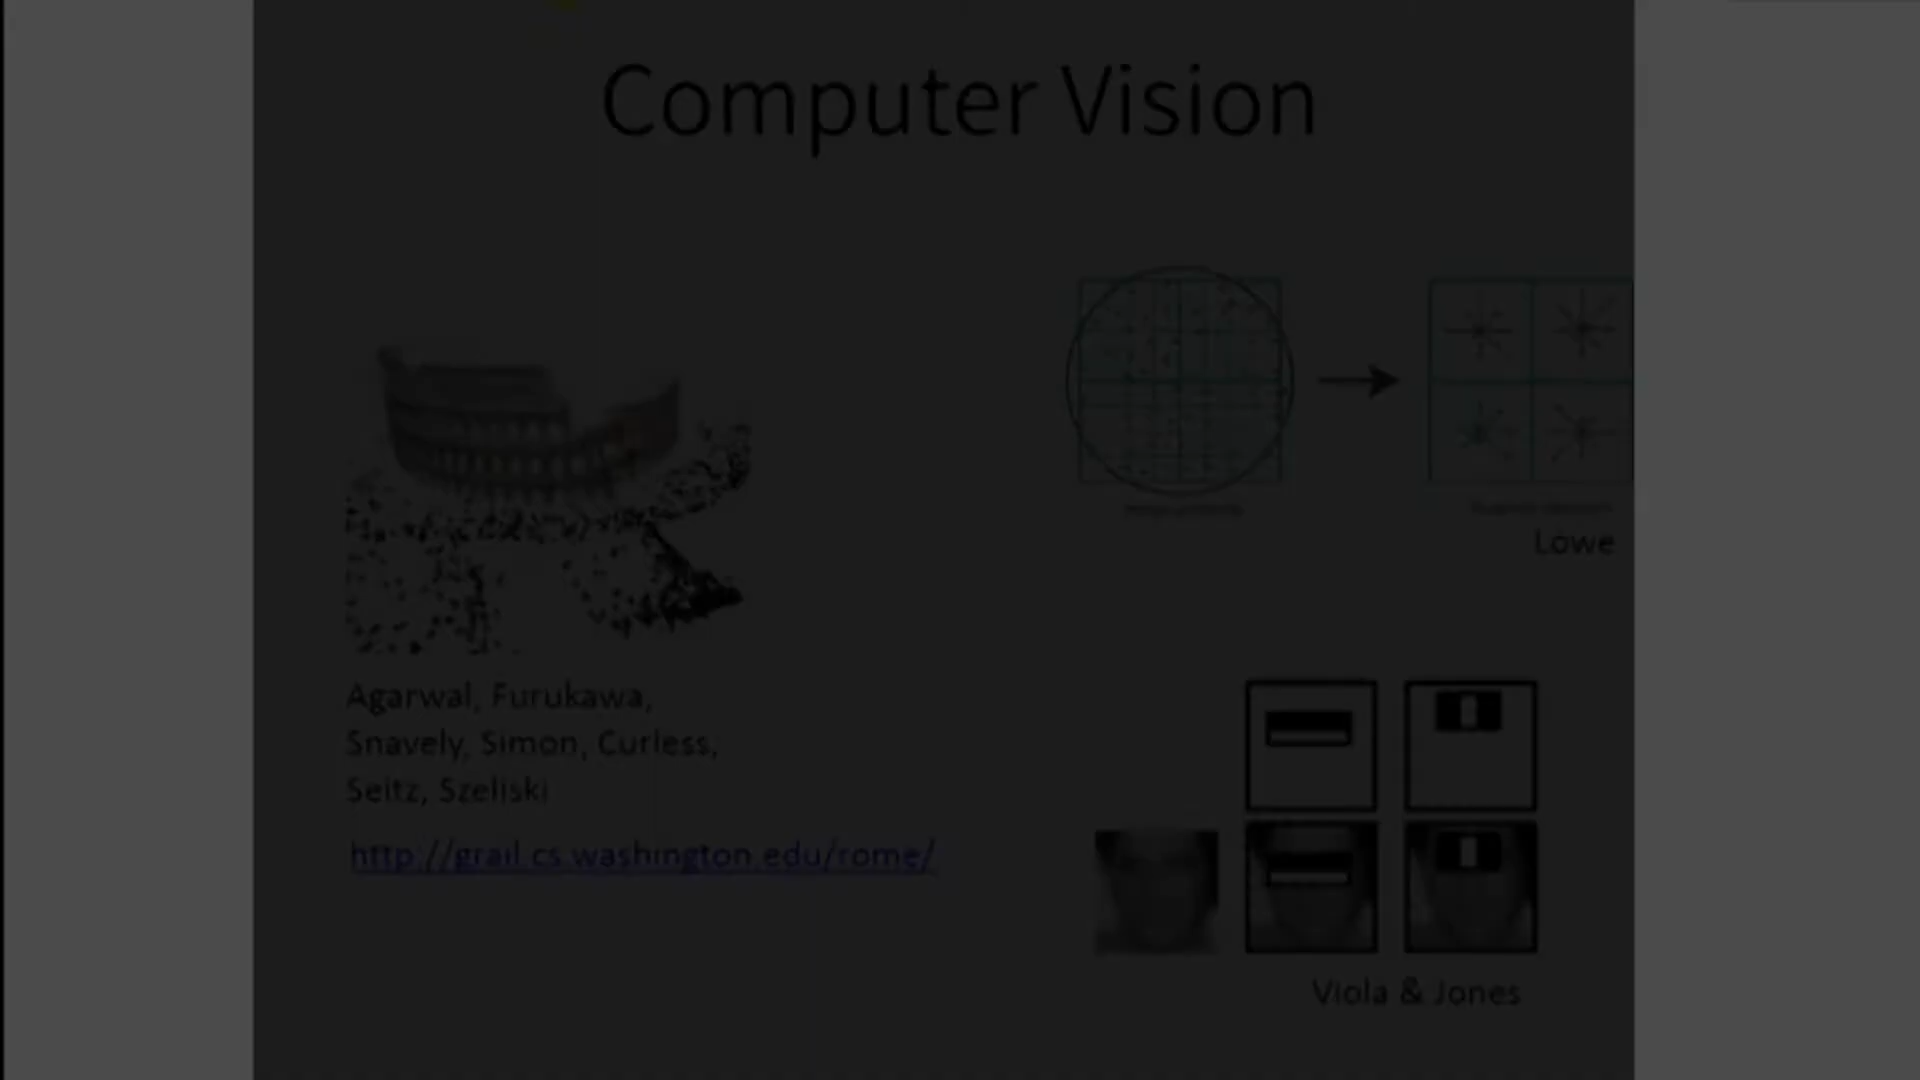 Computer Vision
Lowe
Agarwal, Furukawa,
Snavely, Simon, Curless,
Seitz, Szeliski
http://grail.cs.washington.edu/rome/
Viola & Jones